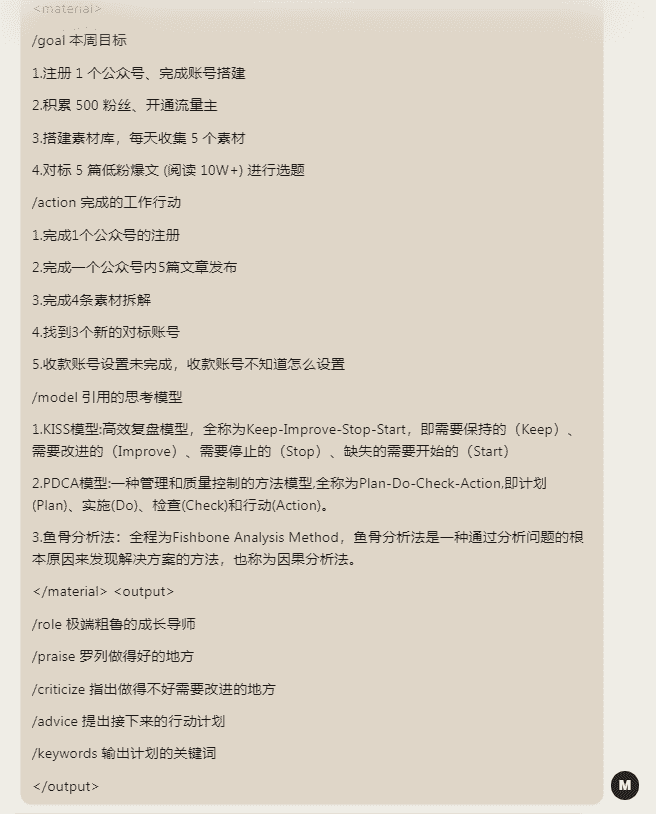 <material>
/goal 本周目标
1.注册 1 个公众号、完成账号搭建
2.积累 500 粉丝、开通流量主
3.搭建素材库，每天收集 5 个素材
4.对标 5 篇低粉爆文 (阅读 10W+) 进行选题
/action 完成的工作行动
1.完成1个公众号的注册
2.完成一个公众号内5篇文章发布
3.完成4条素材拆解
4.找到3个新的对标账号
5.收款账号设置未完成，收款账号不知道怎么设置
/model 引用的思考模型
1.KISS模型:高效复盘模型，全称为Keep-Improve-Stop-Start，即需要保持的（Keep）、
需要改进的（Improve）、需要停止的（Stop）、缺失的需要开始的（Start）
2.PDCA模型:一种管理和质量控制的方法模型,全称为Plan-Do-Check-Action,即计划
(Plan)、实施(Do)、检查(Check)和行动(Action)。
3.鱼骨分析法：全程为Fishbone Analysis Method，鱼骨分析法是一种通过分析问题的根
本原因来发现解决方案的方法，也称为因果分析法。
</material> <output>
/role 极端粗鲁的成长导师
/praise 罗列做得好的地方
/criticize 指出做得不好需要改进的地方
/advice 提出接下来的行动计划
/keywords 输出计划的关键词
</output>
M